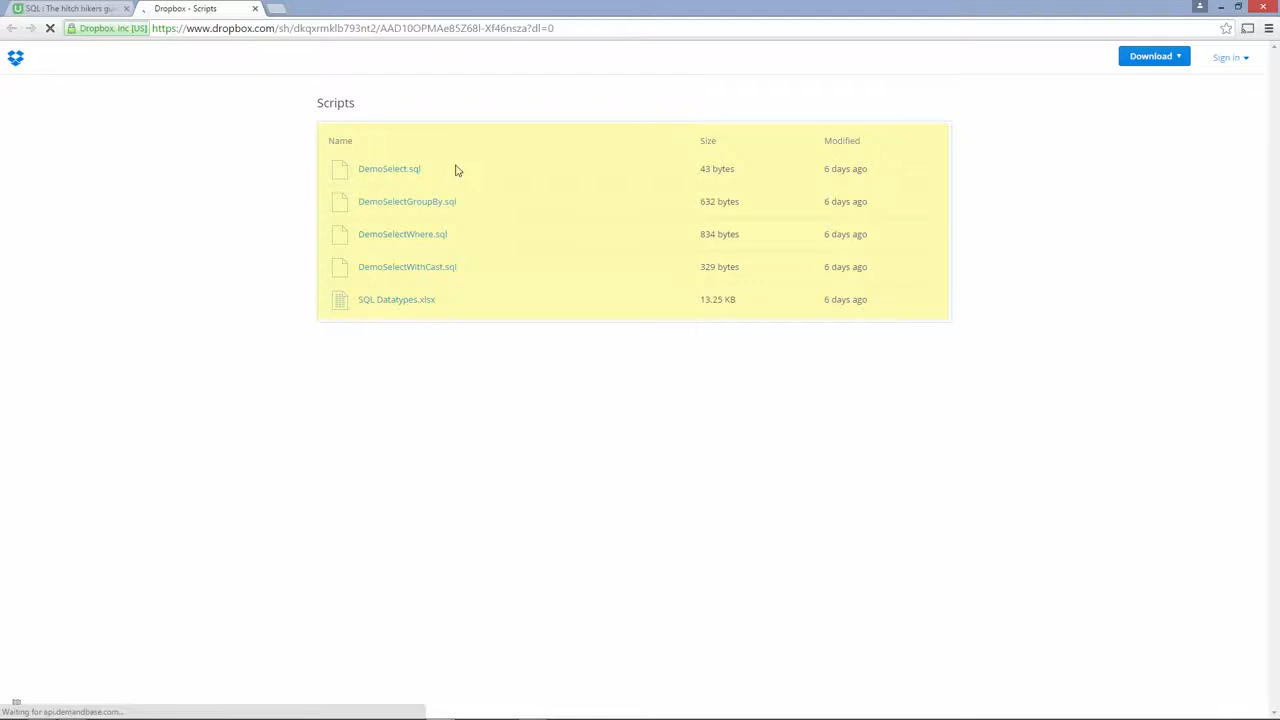 SQL : The hitch hikers gui
Dropbox - Scripts
Dropbox, Inc [US] https://www.dropbox.com/sh/dkqxrmklb793nt2/AAD10OPMAe85Z68l-Xf46nsza?dl=0
Download Sign in
Scripts
Name Size Modified
DemoSelect.sql 43 bytes 6 days ago
DemoSelectGroupBy.sql 632 bytes 6 days ago
DemoSelectWhere.sql 834 bytes 6 days ago
DemoSelectWithCast.sql 329 bytes 6 days ago
SQL Datatypes.xlsx 13.25 KB 6 days ago
Waiting for api.demandbase.com...